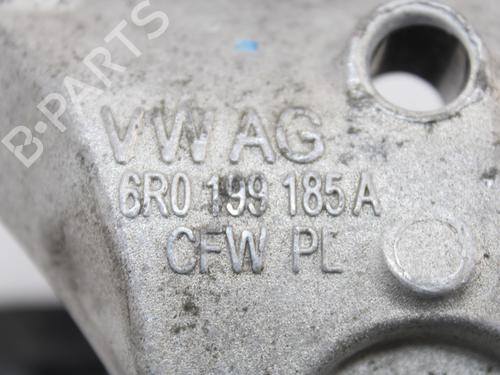 B-PARTS
VW AG
6R0 199 185 A
CFW PL